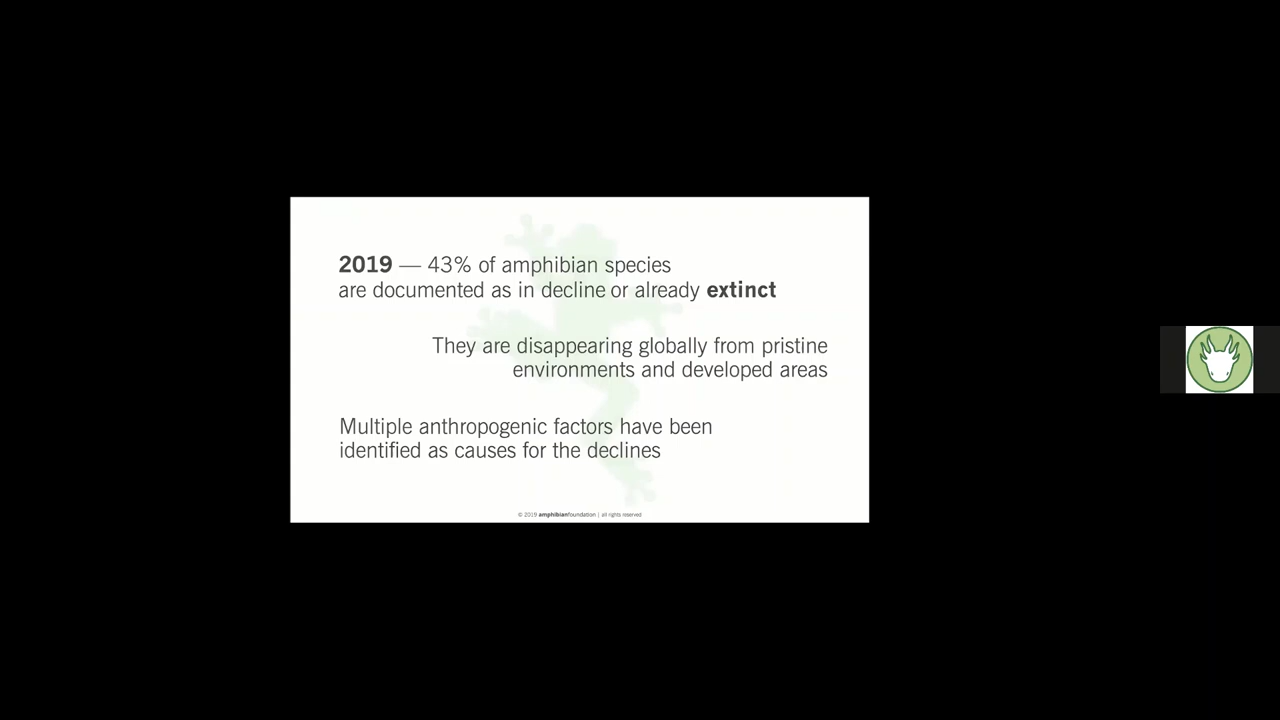 2019 — 43% of amphibian species
are documented as in decline or already extinct
They are disappearing globally from pristine
environments and developed areas
Multiple anthropogenic factors have been
identified as causes for the declines
© 2019 amphibianfoundation | all rights reserved